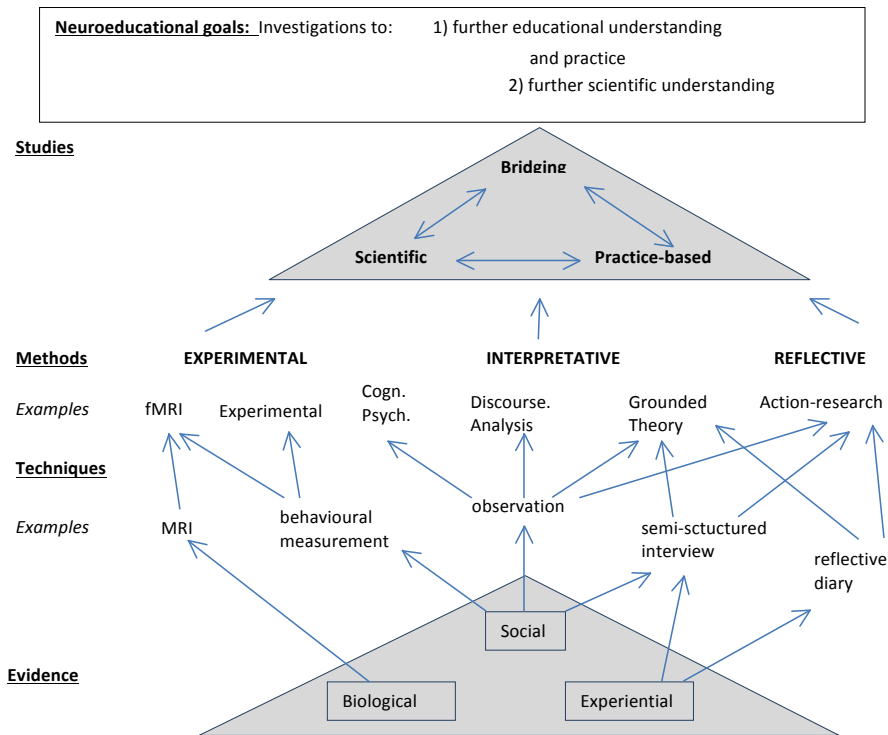 Neuroeducational goals: Investigations to: 1) further educational understanding
and practice
2) further scientific understanding
Studies
Bridging
Scientific
Practice-based
Methods
EXPERIMENTAL
INTERPRETATIVE
REFLECTIVE
Examples
fMRI
Experimental
Cogn.
Psych.
Discourse.
Analysis
Grounded
Theory
Action-research
Techniques
Examples
MRI
behavioural
measurement
observation
semi-sctuctured
interview
reflective
diary
Social
Evidence
Biological
Experiential